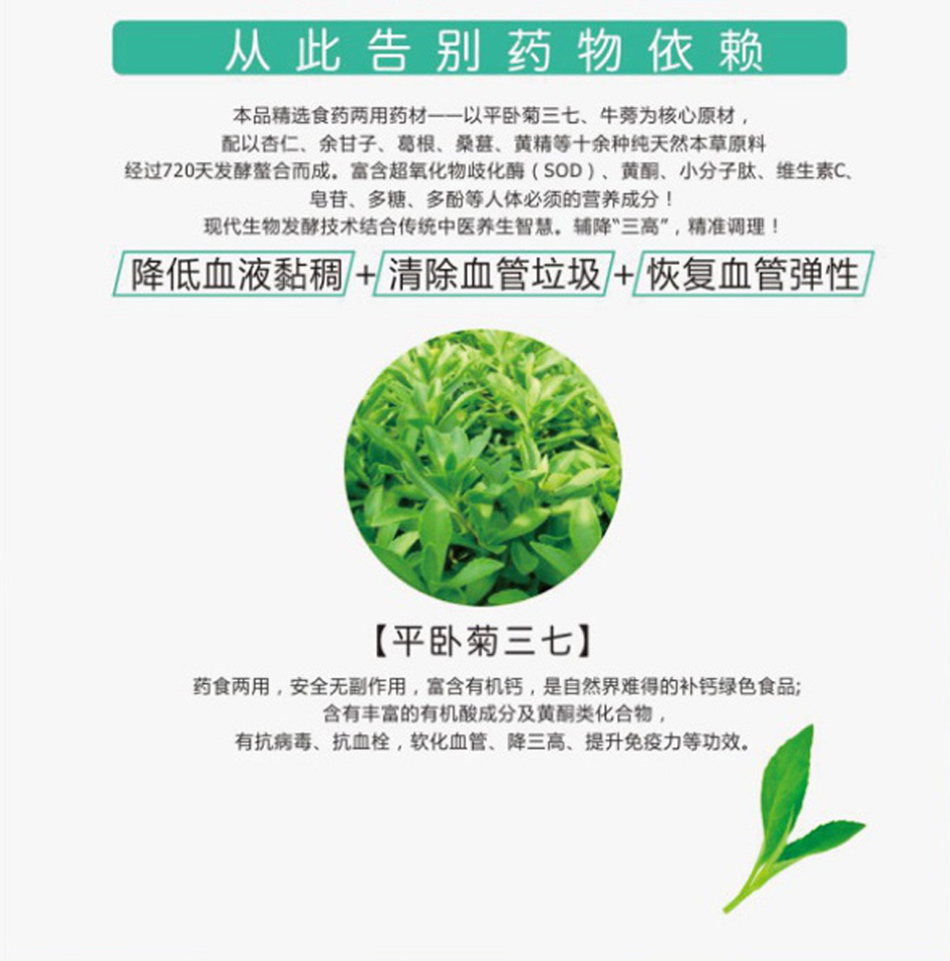 从此告别药物依赖
本品精选食药两用药材——以平卧菊三七、牛蒡为核心原材，
配以杏仁、余甘子、葛根、桑葚、黄精等十余种纯天然本草原料
经过720天发酵螯合而成。富含超氧化物歧化酶（SOD）、黄酮、小分子肽、维生素C、
皂苷、多糖、多酚等人体必须的营养成分！
现代生物发酵技术结合传统中医养生智慧。辅降“三高”，精准调理！
降低血液黏稠+清除血管垃圾+恢复血管弹性
【平卧菊三七】
药食两用，安全无副作用，富含有机钙，是自然界难得的补钙绿色食品;
含有丰富的有机酸成分及黄酮类化合物，
有抗病毒、抗血栓，软化血管、降三高、提升免疫力等功效。